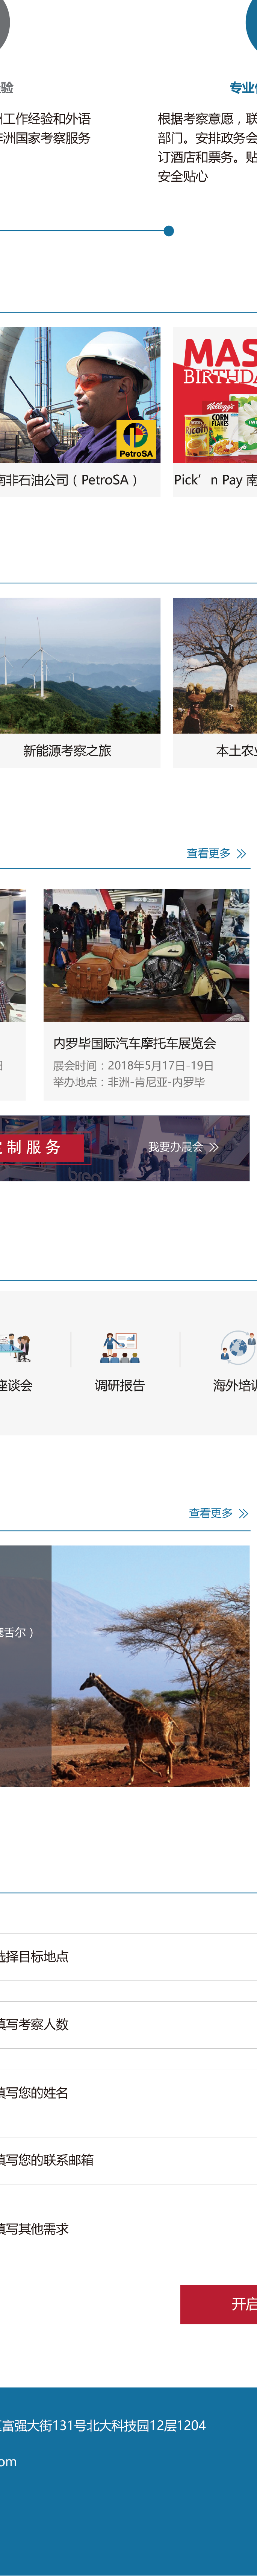 验
专业
州工作经验和外语
非洲国家考察服务
根据考察意愿，联
部门。安排政务会
订酒店和票务。贴
安全贴心
PetroSA
MAS
BIRTHDA
Kellogg's
CORN
FLAKES
Ricoffy
南非石油公司（PetroSA）
Pick’n Pay 南
新能源考察之旅
本土农业
查看更多
内罗毕国际汽车摩托车展览会
日
展会时间：2018年5月17日-19日
举办地点：非洲-肯尼亚-内罗毕
定制服务
我要办展会
座谈会
调研报告
海外培训
查看更多
塞舌尔）
选择目标地点
填写考察人数
填写您的姓名
填写您的联系邮箱
填写其他需求
开启
区富强大街131号北大科技园12层1204
om